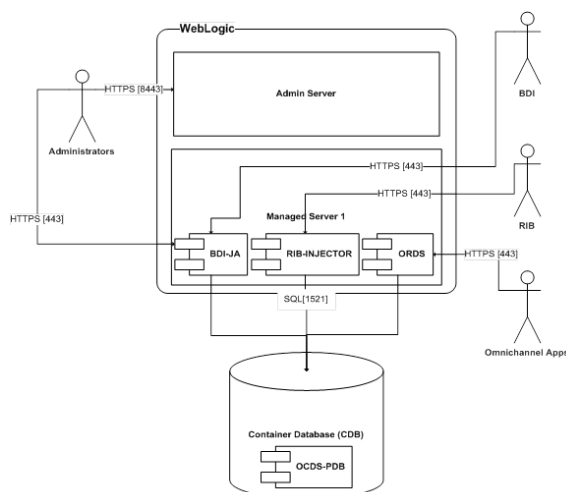 WebLogic
BDI
HTTPS [8443]
Admin Server
Administrators
HTTPS [443]
HTTPS [443]
HTTPS [443]
Managed Server 1
RIB
BDI-JA
RIB-INJECTOR
ORDS
HTTPS [443]
SQL[1521]
Omnichannel Apps
Container Database (CDB)
OCDS-PDB